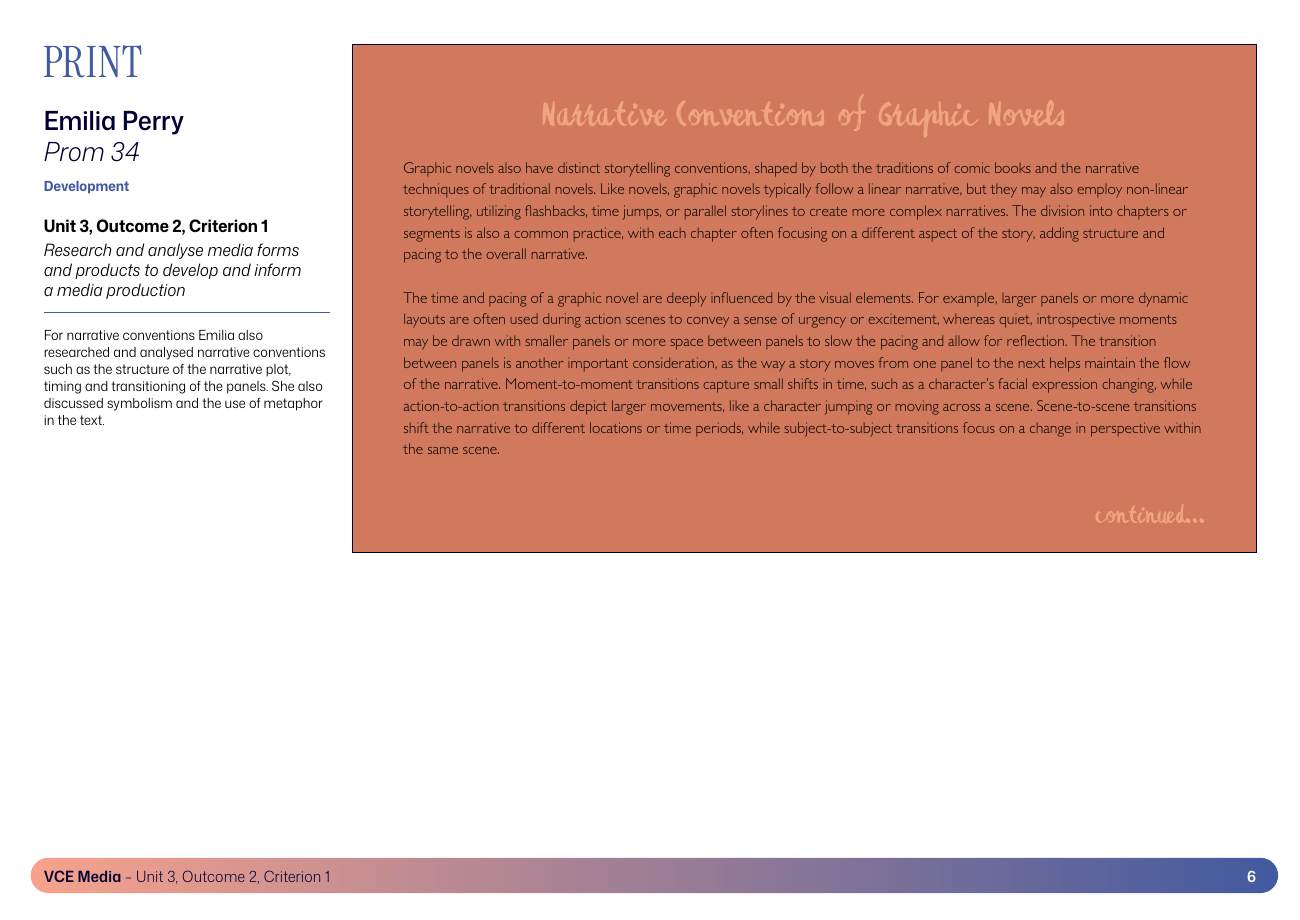 PRINT
Emilia Perry
Prom 34
Development
Unit 3, Outcome 2, Criterion 1
Research and analyse media forms
and products to develop and inform
a media production
For narrative conventions Emilia also
researched and analysed narrative conventions
such as the structure of the narrative plot,
timing and transitioning of the panels. She also
discussed symbolism and the use of metaphor
in the text.
Narrative Conventions of Graphic Novels
Graphic novels also have distinct storytelling conventions, shaped by both the traditions of comic books and the narrative
techniques of traditional novels. Like novels, graphic novels typically follow a linear narrative, but they may also employ non-linear
storytelling, utilizing flashbacks, time jumps, or parallel storylines to create more complex narratives. The division into chapters or
segments is also a common practice, with each chapter often focusing on a different aspect of the story, adding structure and
pacing to the overall narrative.
The time and pacing of a graphic novel are deeply influenced by the visual elements. For example, larger panels or more dynamic
layouts are often used during action scenes to convey a sense of urgency or excitement, whereas quiet, introspective moments
may be drawn with smaller panels or more space between panels to slow the pacing and allow for reflection. The transition
between panels is another important consideration, as the way a story moves from one panel to the next helps maintain the flow
of the narrative. Moment-to-moment transitions capture small shifts in time, such as a character's facial expression changing, while
action-to-action transitions depict larger movements, like a character jumping or moving across a scene. Scene-to-scene transitions
shift the narrative to different locations or time periods, while subject-to-subject transitions focus on a change in perspective within
the same scene.
continued...
VCE Media – Unit 3, Outcome 2, Criterion 1
6